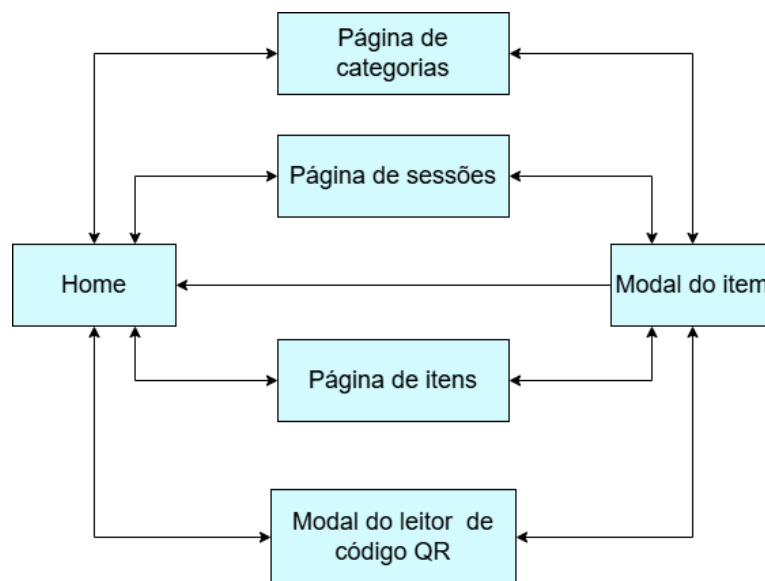 Página de
categorias
Página de sessões
Home
Modal do item
Página de itens
Modal do leitor  de
código QR